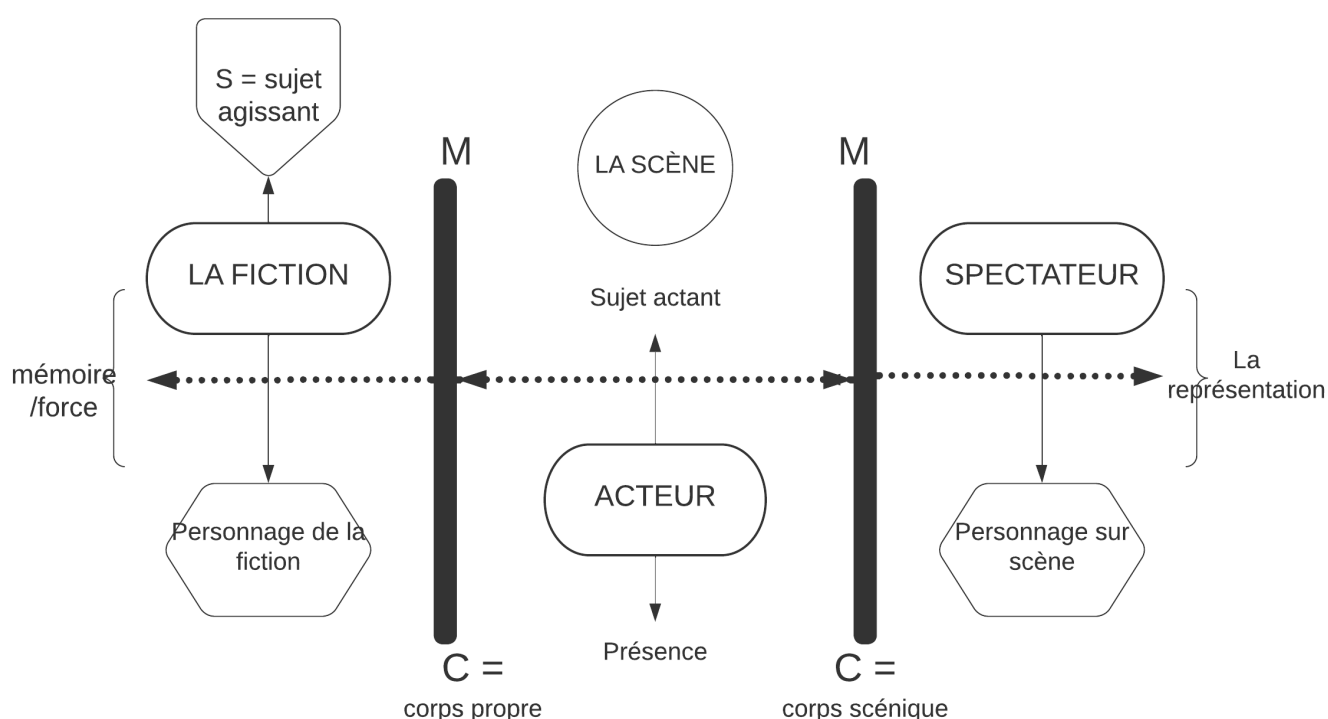 S = sujet
agissant
M
LA SCÈNE
M
LA FICTION
SPECTATEUR
Sujet actant
mémoire
/force
La
représentation
ACTEUR
Personnage de la
fiction
Personnage sur
scène
Présence
C =
corps propre
C =
corps scénique